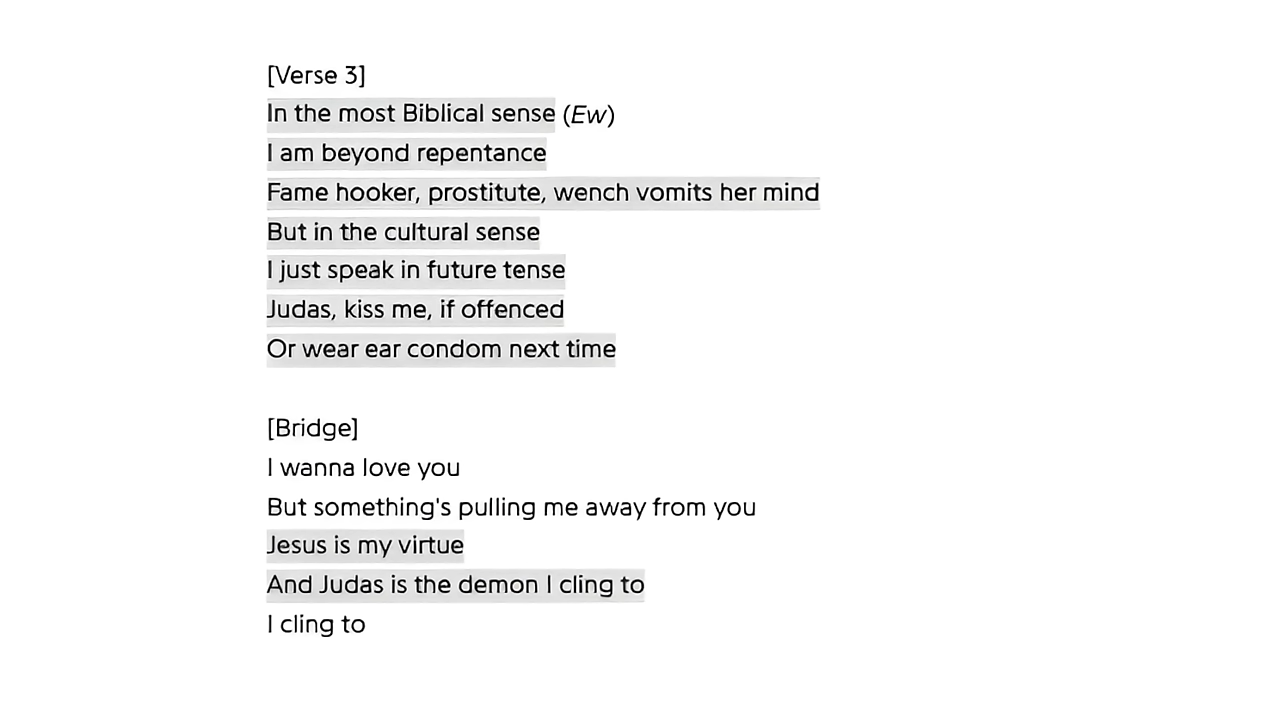 [Verse 3]
In the most Biblical sense (Ew)
I am beyond repentance
Fame hooker, prostitute, wench vomits her mind
But in the cultural sense
I just speak in future tense
Judas, kiss me, if offenced
Or wear ear condom next time
[Bridge]
I wanna love you
But something's pulling me away from you
Jesus is my virtue
And Judas is the demon I cling to
I cling to